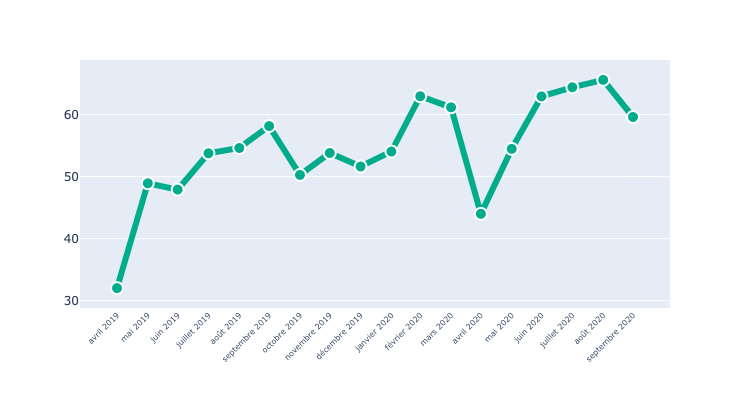 60
50
40
30
avril 2019
mai 2019
juin 2019
juillet 2019
août 2019
septembre 2019
octobre 2019
novembre 2019
décembre 2019
janvier 2020
février 2020
mars 2020
avril 2020
mai 2020
juin 2020
juillet 2020
août 2020
septembre 2020